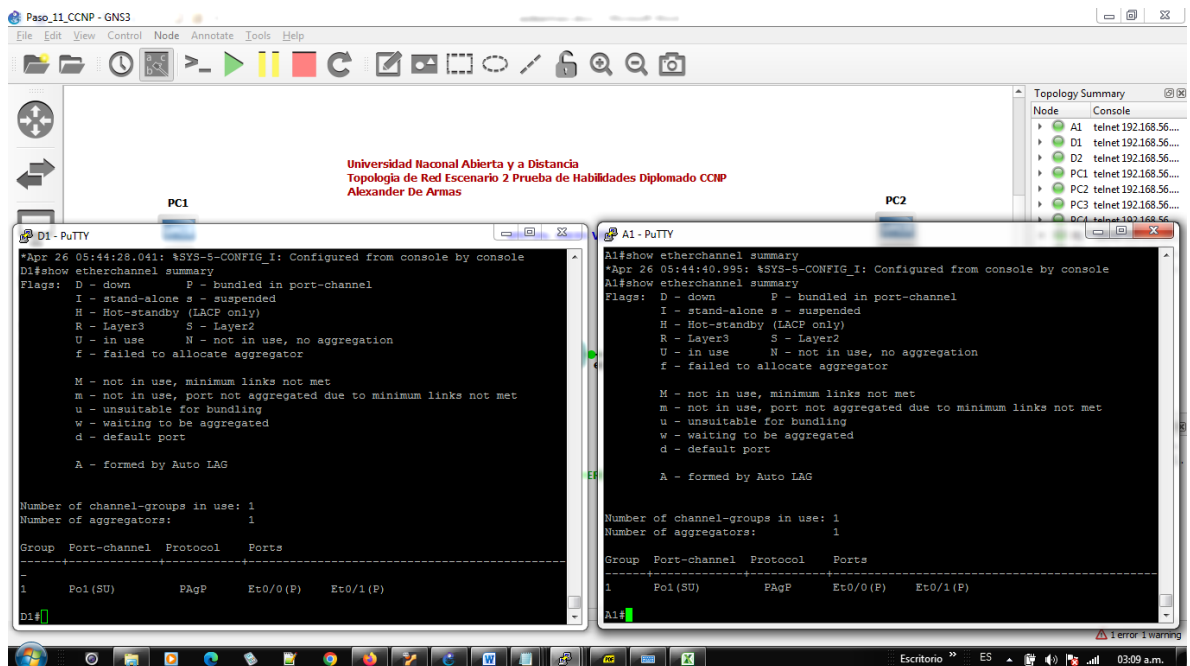 Paso_11_CCNP - GNS3
File Edit View Control Node Annotate Tools Help
Universidad Naconal Abierta y a Distancia
Topologia de Red Escenario 2 Prueba de Habilidades Diplomado CCNP
Alexander De Armas
PC1
PC2
Topology Summary
Node Console
A1 telnet 192.168.56....
D1 telnet 192.168.56....
D2 telnet 192.168.56....
PC1 telnet 192.168.56....
PC2 telnet 192.168.56....
PC3 telnet 192.168.56....
PC4 telnet 192.168.56....
D1 - PuTTY
*Apr 26 05:44:28.041: %SYS-5-CONFIG_I: Configured from console by console
D1#show etherchannel summary
Flags: D - down P - bundled in port-channel
I - stand-alone s - suspended
H - Hot-standby (LACP only)
R - Layer3 S - Layer2
U - in use N - not in use, no aggregation
f - failed to allocate aggregator
M - not in use, minimum links not met
m - not in use, port not aggregated due to minimum links not met
u - unsuitable for bundling
w - waiting to be aggregated
d - default port
A - formed by Auto LAG
Number of channel-groups in use: 1
Number of aggregators: 1
Group Port-channel Protocol Ports
------+-------------+-----------+-----------------------------------------------
-
1 Po1(SU) PAgP Et0/0(P) Et0/1(P)
D1#
A1 - PuTTY
A1#show etherchannel summary
*Apr 26 05:44:40.995: %SYS-5-CONFIG_I: Configured from console by console
A1#show etherchannel summary
Flags: D - down P - bundled in port-channel
I - stand-alone s - suspended
H - Hot-standby (LACP only)
R - Layer3 S - Layer2
U - in use N - not in use, no aggregation
f - failed to allocate aggregator
M - not in use, minimum links not met
m - not in use, port not aggregated due to minimum links not met
u - unsuitable for bundling
w - waiting to be aggregated
d - default port
A - formed by Auto LAG
Number of channel-groups in use: 1
Number of aggregators: 1
Group Port-channel Protocol Ports
------+-------------+-----------+-----------------------------------------------
1 Po1(SU) PAgP Et0/0(P) Et0/1(P)
A1#
1 error 1 warning
Escritorio » ES 03:09 a.m.